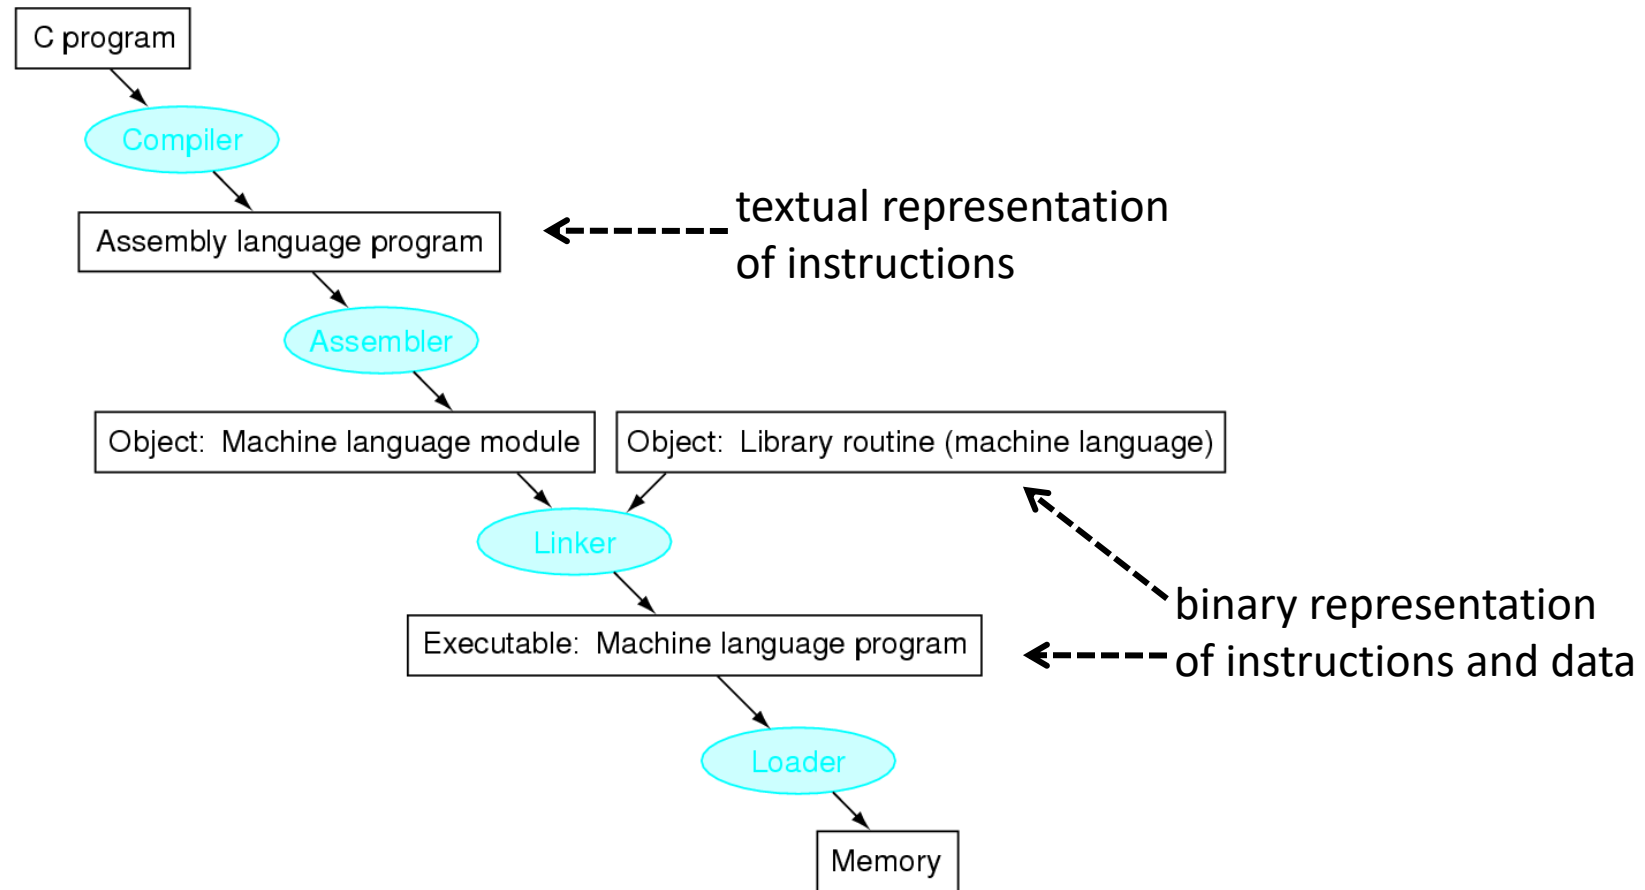 C program
Compiler
textual representation
of instructions
Assembly language program
Assembler
Object: Machine language module
Object: Library routine (machine language)
Linker
binary representation
of instructions and data
Executable: Machine language program
Loader
Memory